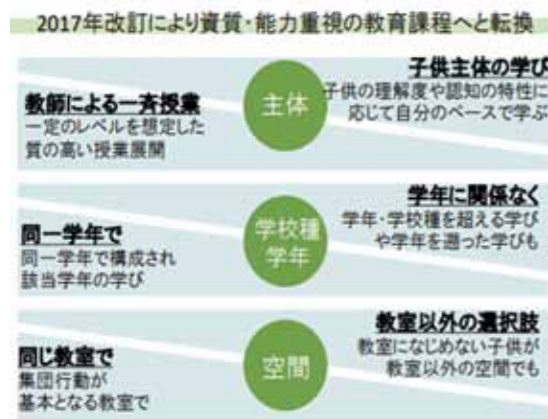 2017年改訂により資質・能力重視の教育課程へと転換
教師による一斉授業
一定のレベルを想定した
質の高い授業展開
主体
子供主体の学び
子供の理解度や認知の特性に
応じて自分のペースで学ぶ
同一学年で
同一学年で構成され
該当学年の学び
学校種
学年
学年に関係なく
学年・学校種を超える学び
や学年を遡った学びも
同じ教室で
集団行動が
基本となる教室で
空間
教室以外の選択肢
教室になじめない子供が
教室以外の空間でも